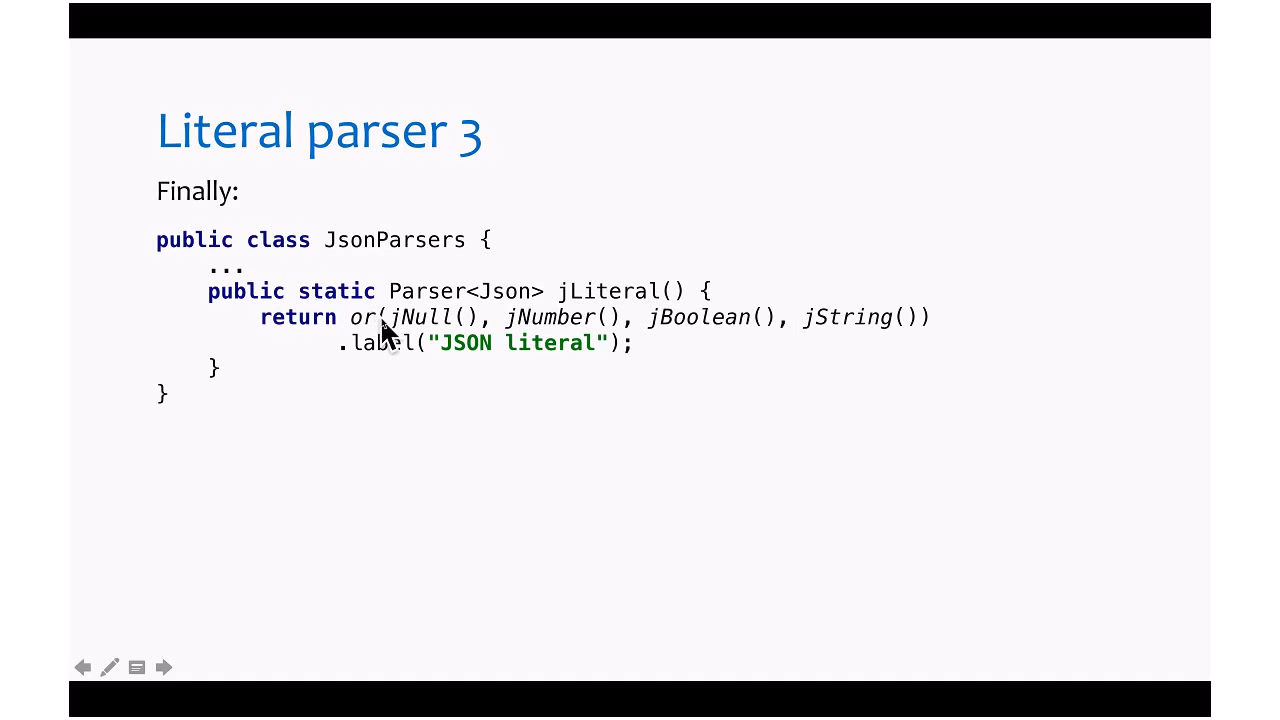 Literal parser 3
Finally:
public class JsonParsers {
...
public static Parser<Json> jLiteral() {
return or(jNull(), jNumber(), jBoolean(), jString())
.label("JSON literal");
}
}